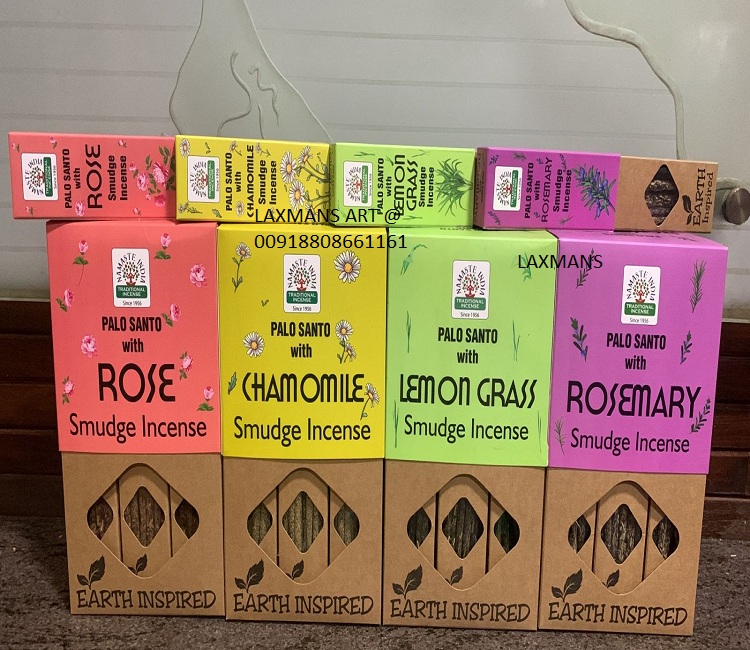 NAMASTE INDIA
PALO SANTO
with
ROSE
Smudge
Incense
PALO SANTO
with
CHAMOMILE
Smudge
Incense
PALO SANTO
with
LEMON
GRASS
Smudge
Incense
PALO SANTO
with
ROSEMARY
Smudge
Incense
EARTH
Inspired
LAXMANS ART @
00918808661161
LAXMANS
NAMASTE INDIA
TRADITIONAL
INCENSE
Since 1956
PALO SANTO
with
ROSE
Smudge Incense
NAMASTE INDIA
TRADITIONAL
INCENSE
Since 1956
PALO SANTO
with
CHAMOMILE
Smudge Incense
NAMASTE INDIA
TRADITIONAL
INCENSE
Since 1956
PALO SANTO
with
LEMON GRASS
Smudge Incense
NAMASTE INDIA
TRADITIONAL
INCENSE
Since 1956
PALO SANTO
with
ROSEMARY
Smudge Incense
EARTH INSPIRED
EARTH INSPIRED
EARTH INSPIRED
EARTH INSPIRED